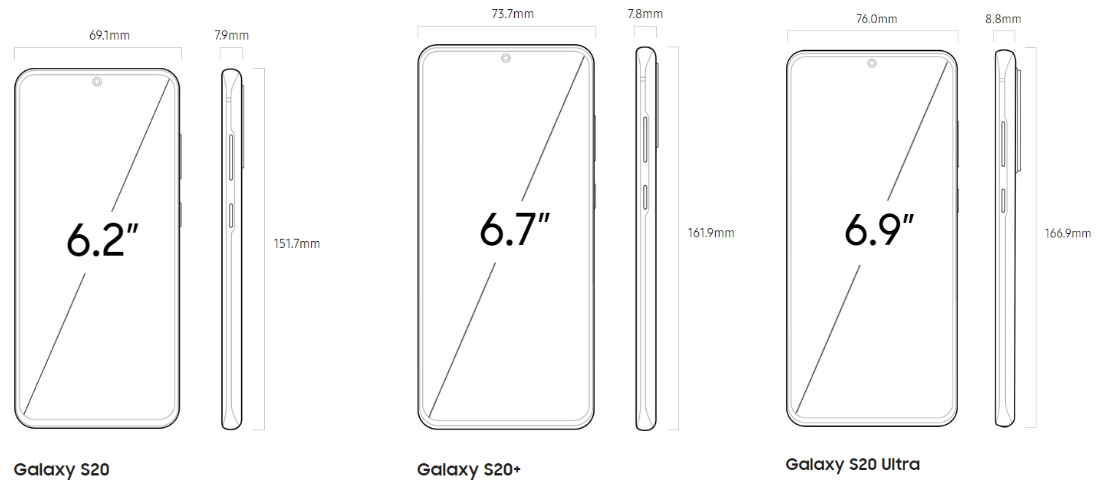 69.1mm
7.9mm
6.2”
151.7mm
Galaxy S20
73.7mm
7.8mm
6.7”
161.9mm
Galaxy S20+
76.0mm
8.8mm
6.9”
166.9mm
Galaxy S20 Ultra